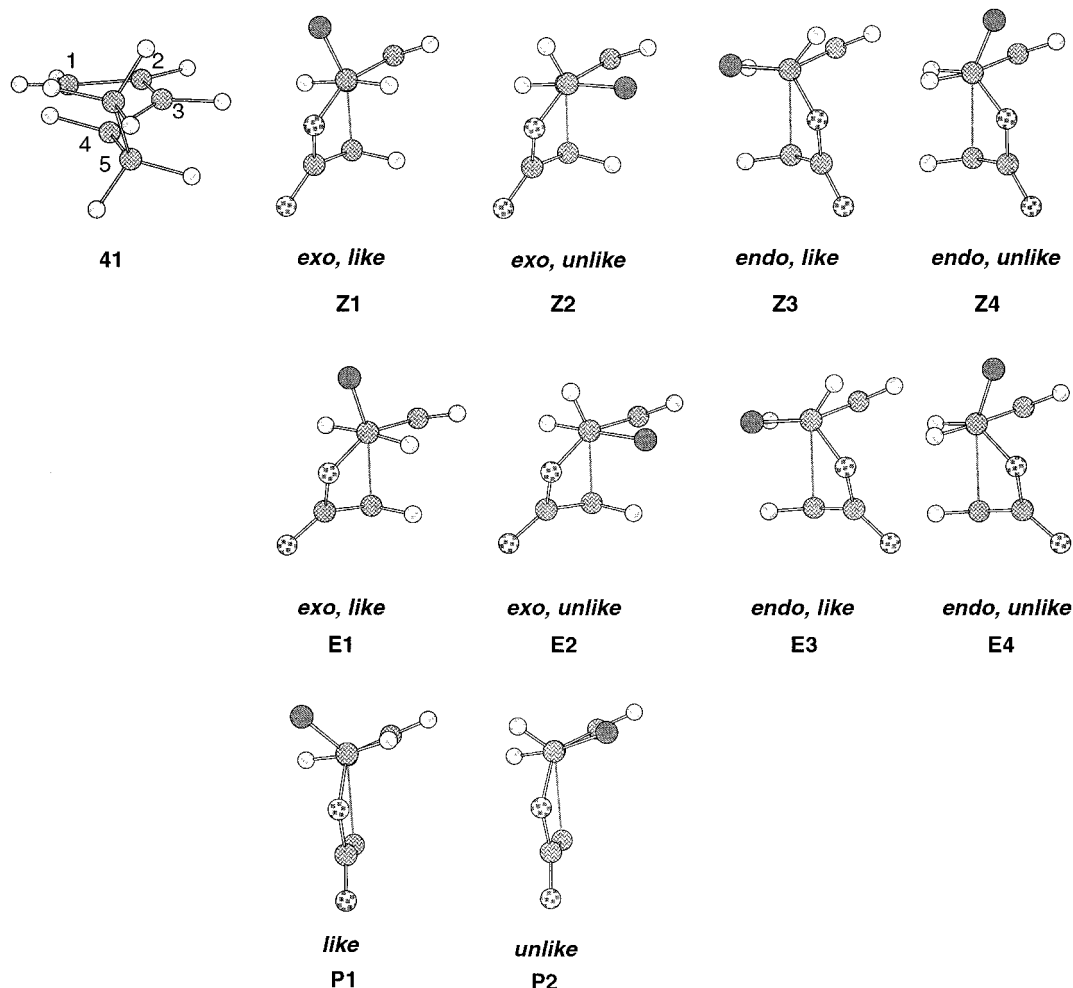 1
2
3
4
5
41
exo, like
exo, unlike
endo, like
endo, unlike
Z1
Z2
Z3
Z4
exo, like
exo, unlike
endo, like
endo, unlike
E1
E2
E3
E4
like
unlike
P1
P2